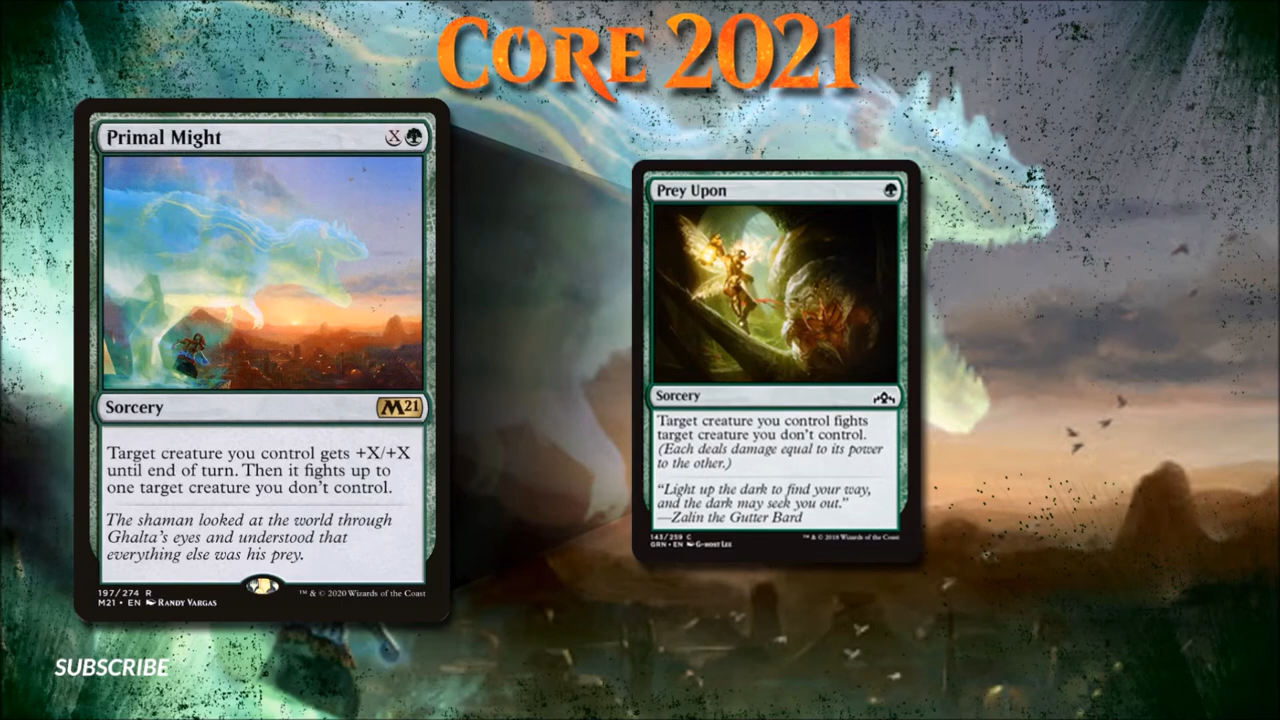 CORE 2021
Primal Might X
Sorcery M21
Target creature you control gets +X/+X
until end of turn. Then it fights up to
one target creature you don't control.
The shaman looked at the world through
Ghalta's eyes and understood that
everything else was his prey.
197/274 R
M21 • EN RANDY VARGAS
™ & © 2020 Wizards of the Coast
Prey Upon
Sorcery
Target creature you control fights
target creature you don't control.
(Each deals damage equal to its power
to the other.)
"Light up the dark to find your way,
and the dark may seek you out."
—Zalin the Gutter Bard
143/259 C
GRN • EN G-HOST LEE
™ & © 2018 Wizards of the Coast
SUBSCRIBE